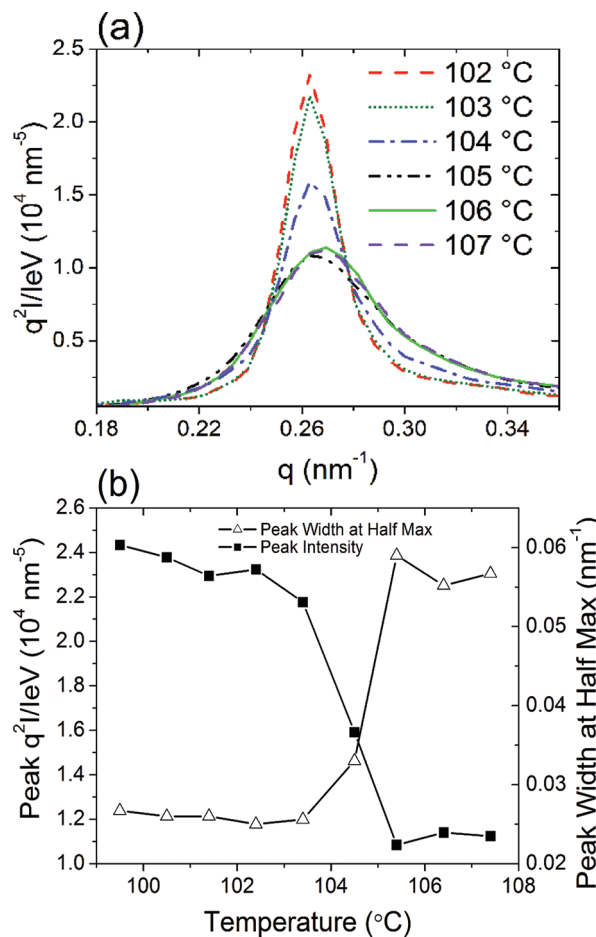 (a)
2.5
2.0
1.5
1.0
0.5
q²I/IeV (10⁴ nm⁻⁵)
102 °C
103 °C
104 °C
105 °C
106 °C
107 °C
0.18 0.22 0.26 0.30 0.34
q (nm⁻¹)
(b)
2.6
2.4
2.2
2.0
1.8
1.6
1.4
1.2
1.0
Peak q²I/IeV (10⁴ nm⁻⁵)
Peak Width at Half Max
Peak Intensity
0.06
0.05
0.04
0.03
0.02
Peak Width at Half Max (nm⁻¹)
100 102 104 106 108
Temperature (°C)